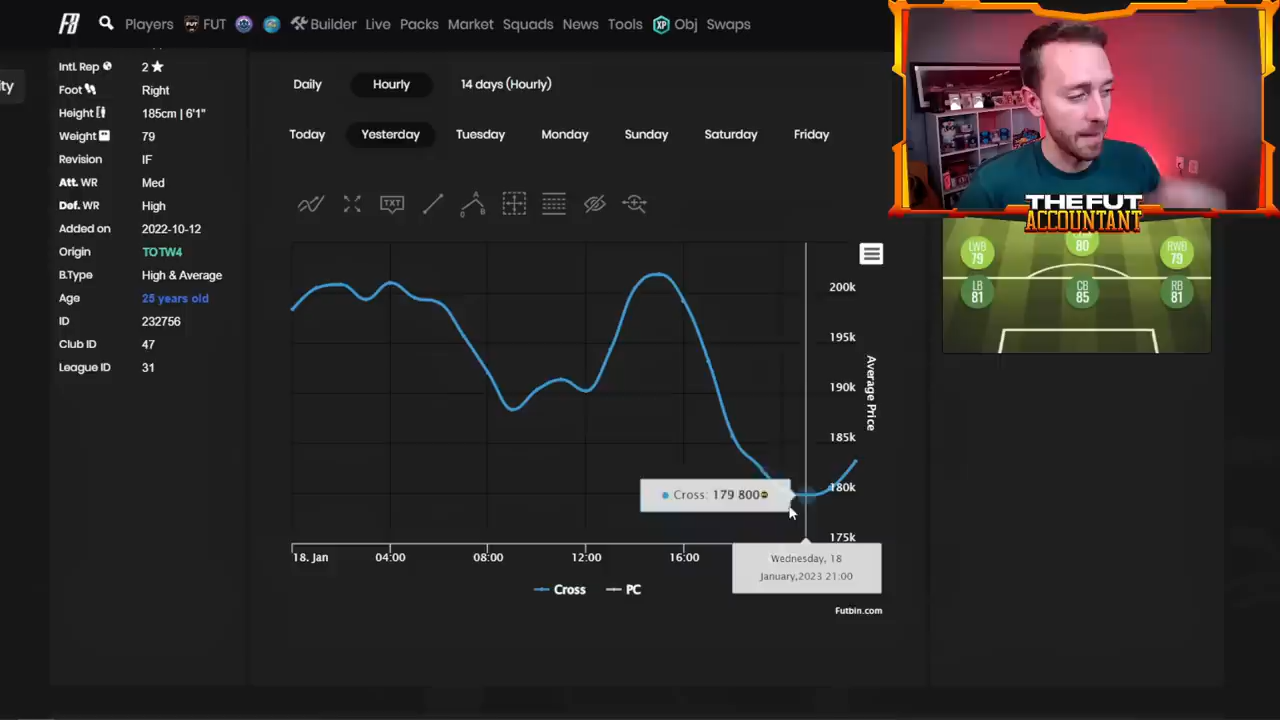 FB Players FUT Builder Live Packs Market Squads News Tools XP Obj Swaps
ity
Intl.Rep 2
Foot Right
Height 185cm | 6'1"
Weight 79
Revision IF
Att. WR Med
Def. WR High
Added on 2022-10-12
Origin TOTW4
B.Type High & Average
Age 25 years old
ID 232756
Club ID 47
League ID 31
Daily Hourly 14 days (Hourly)
Today Yesterday Tuesday Monday Sunday Saturday Friday
TXT
200k
195k
190k
185k
180k
175k
Average Price
Cross: 179 800
18. Jan 04:00 08:00 12:00 16:00
Wednesday, 18
January,2023 21:00
Cross PC
Futbin.com
THE FUT
ACCOUNTANT
LWB
79
80
RWB
79
LB
81
CB
85
RB
81